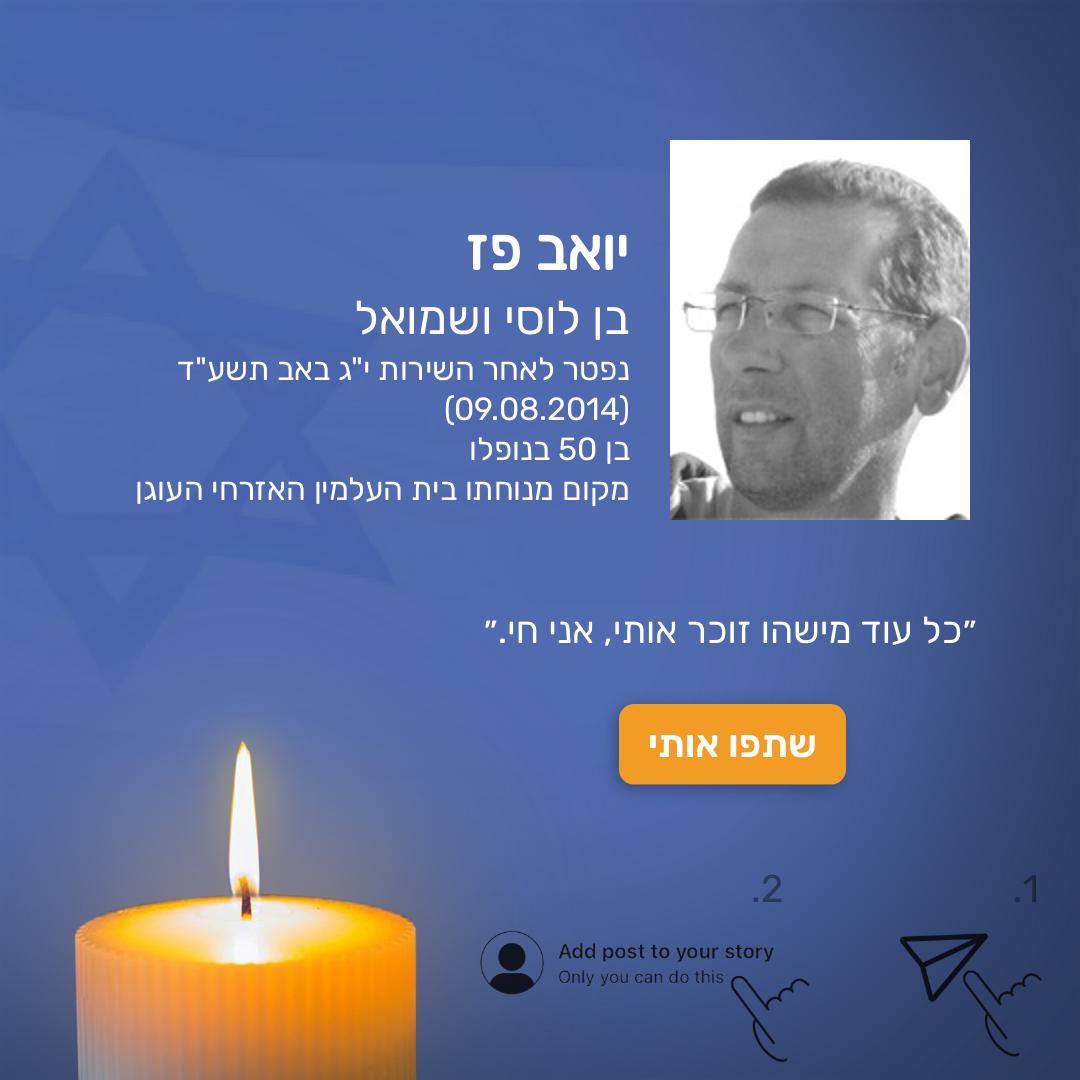 יואב פז
בן לוסי ושמואל
נפטר לאחר השירות י"ג באב תשע"ד
(09.08.2014)
בן 50 בנופלו
מקום מנוחתו בית העלמין האזרחי העוגן
״כל עוד מישהו זוכר אותי, אני חי.״
שתפו אותי
1.
2.
Add post to your story
Only you can do this